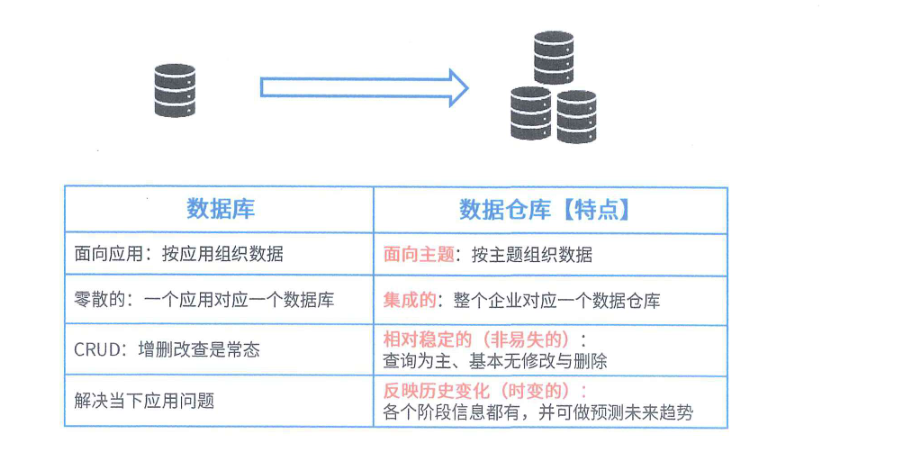 数据库
数据仓库【特点】
面向应用：按应用组织数据
面向主题：按主题组织数据
零散的：一个应用对应一个数据库
集成的：整个企业对应一个数据仓库
CRUD：增删改查是常态
相对稳定的（非易失的）：
查询为主、基本无修改与删除
解决当下应用问题
反映历史变化（时变的）：
各个阶段信息都有，并可做预测未来趋势